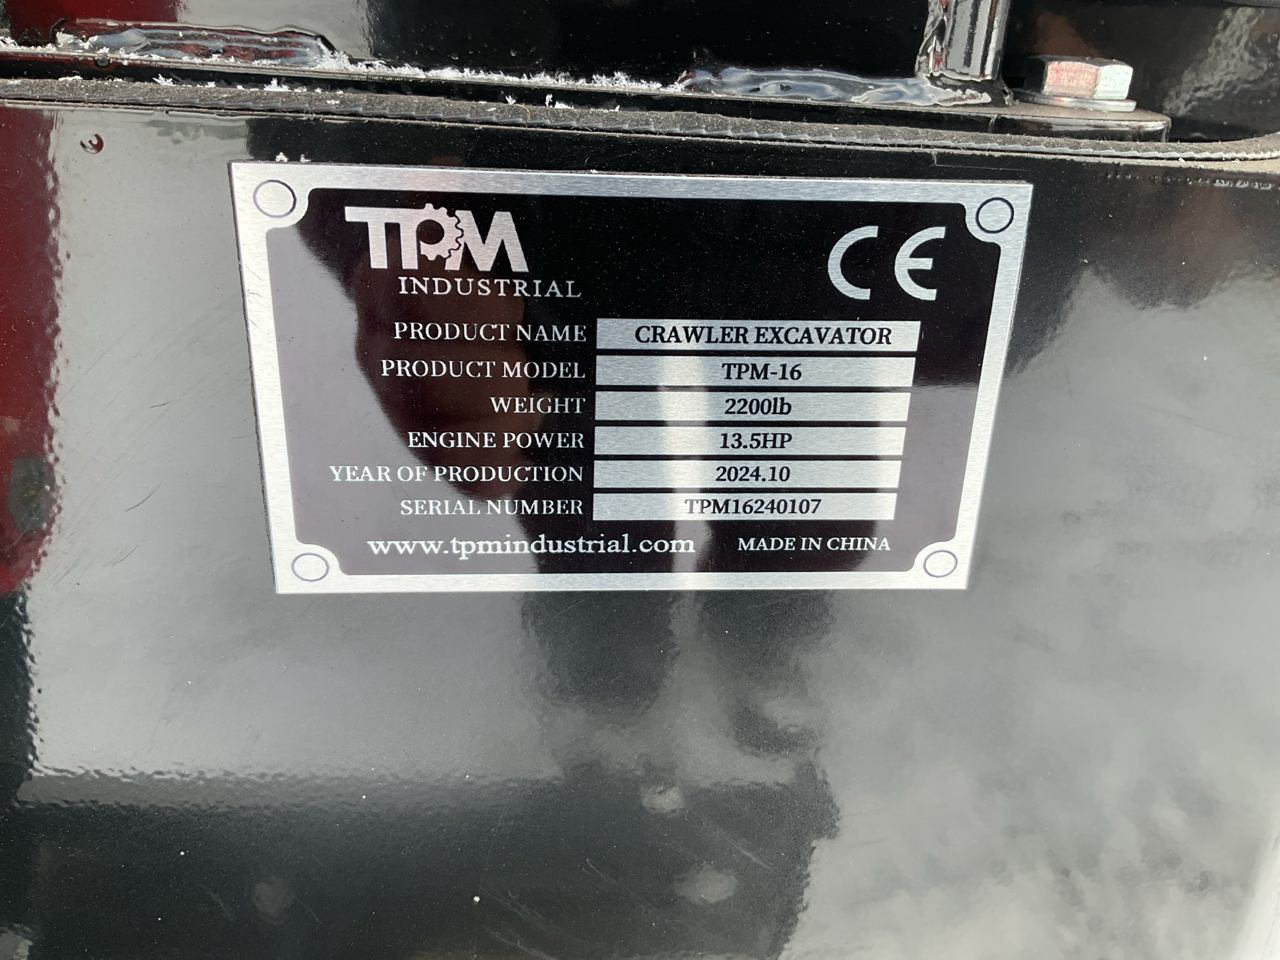 TPM
INDUSTRIAL
CE
PRODUCT NAME CRAWLER EXCAVATOR
PRODUCT MODEL TPM-16
WEIGHT 2200lb
ENGINE POWER 13.5HP
YEAR OF PRODUCTION 2024.10
SERIAL NUMBER TPM16240107
www.tpmindustrial.com MADE IN CHINA